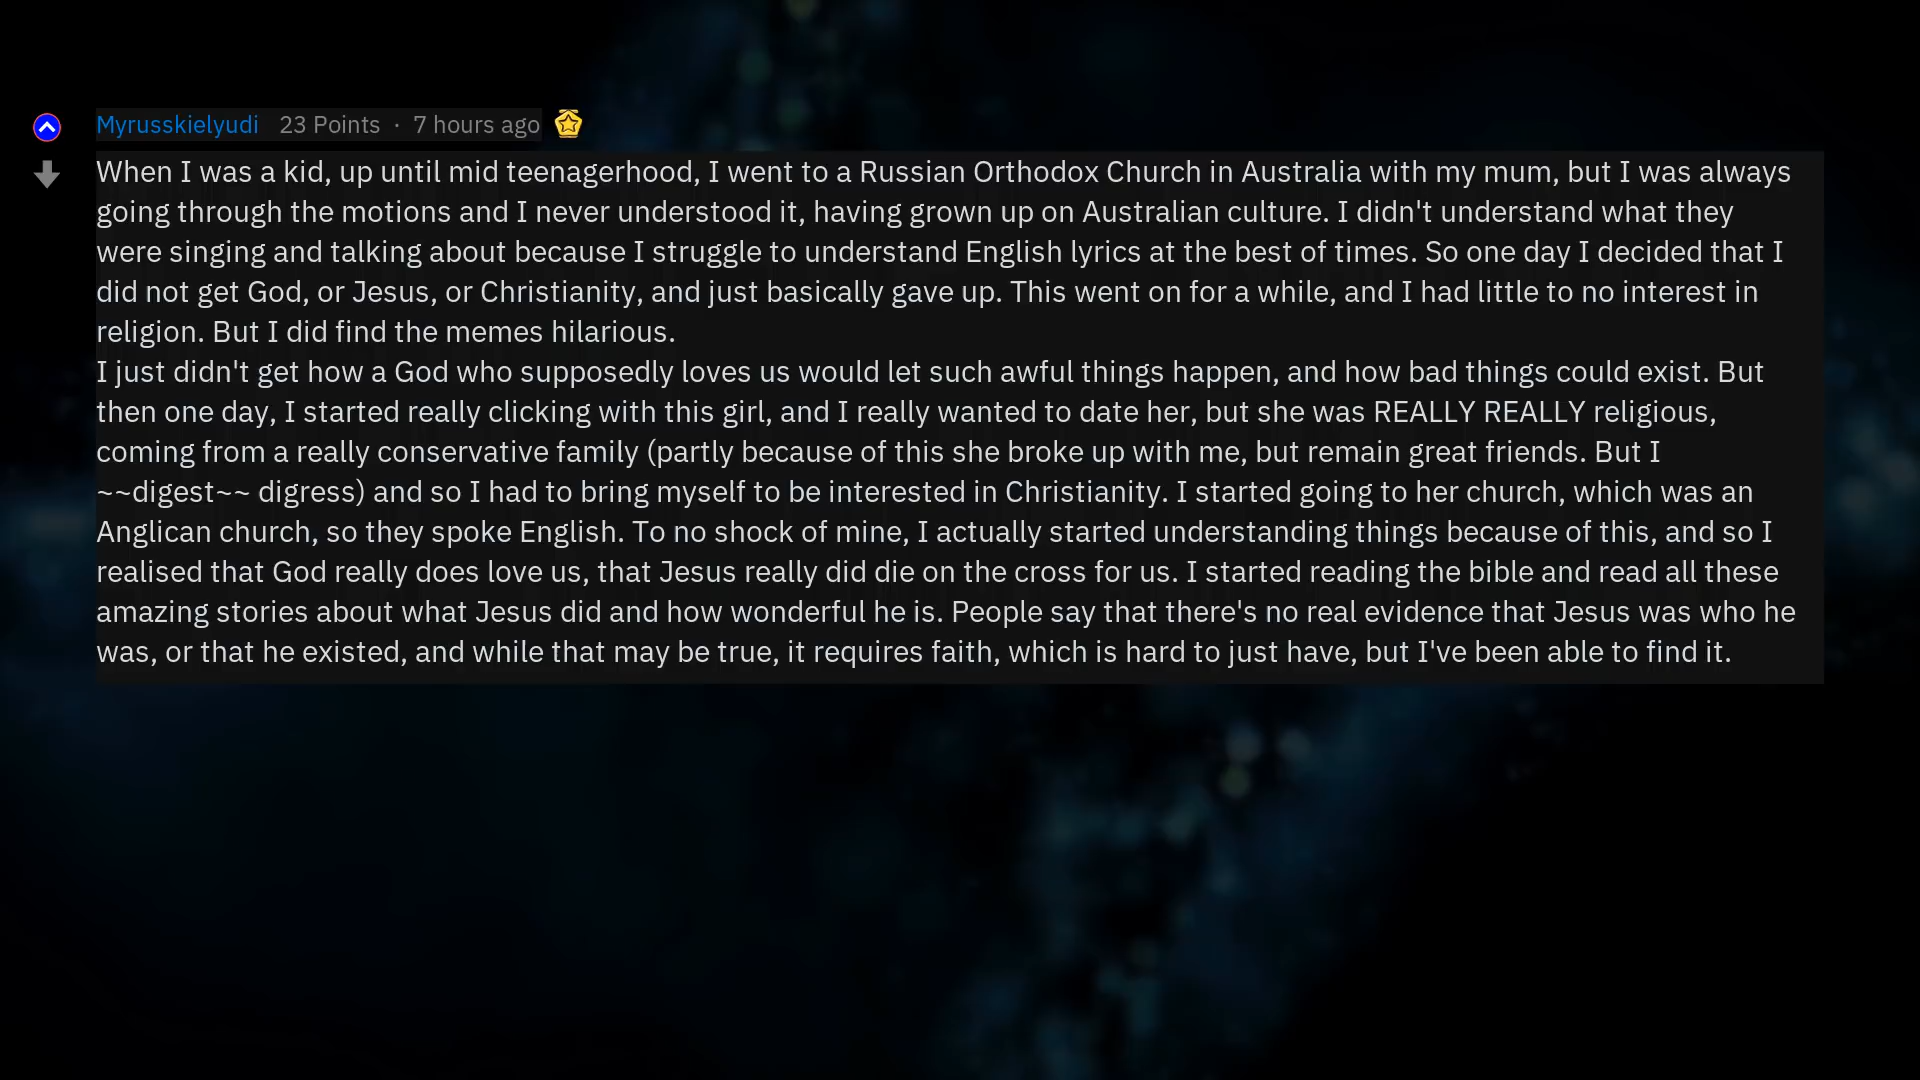 Myrusskielyudi 23 Points · 7 hours ago
When I was a kid, up until mid teenagerhood, I went to a Russian Orthodox Church in Australia with my mum, but I was always
going through the motions and I never understood it, having grown up on Australian culture. I didn't understand what they
were singing and talking about because I struggle to understand English lyrics at the best of times. So one day I decided that I
did not get God, or Jesus, or Christianity, and just basically gave up. This went on for a while, and I had little to no interest in
religion. But I did find the memes hilarious.
I just didn't get how a God who supposedly loves us would let such awful things happen, and how bad things could exist. But
then one day, I started really clicking with this girl, and I really wanted to date her, but she was REALLY REALLY religious,
coming from a really conservative family (partly because of this she broke up with me, but remain great friends. But I
~~digest~~ digress) and so I had to bring myself to be interested in Christianity. I started going to her church, which was an
Anglican church, so they spoke English. To no shock of mine, I actually started understanding things because of this, and so I
realised that God really does love us, that Jesus really did die on the cross for us. I started reading the bible and read all these
amazing stories about what Jesus did and how wonderful he is. People say that there's no real evidence that Jesus was who he
was, or that he existed, and while that may be true, it requires faith, which is hard to just have, but I've been able to find it.